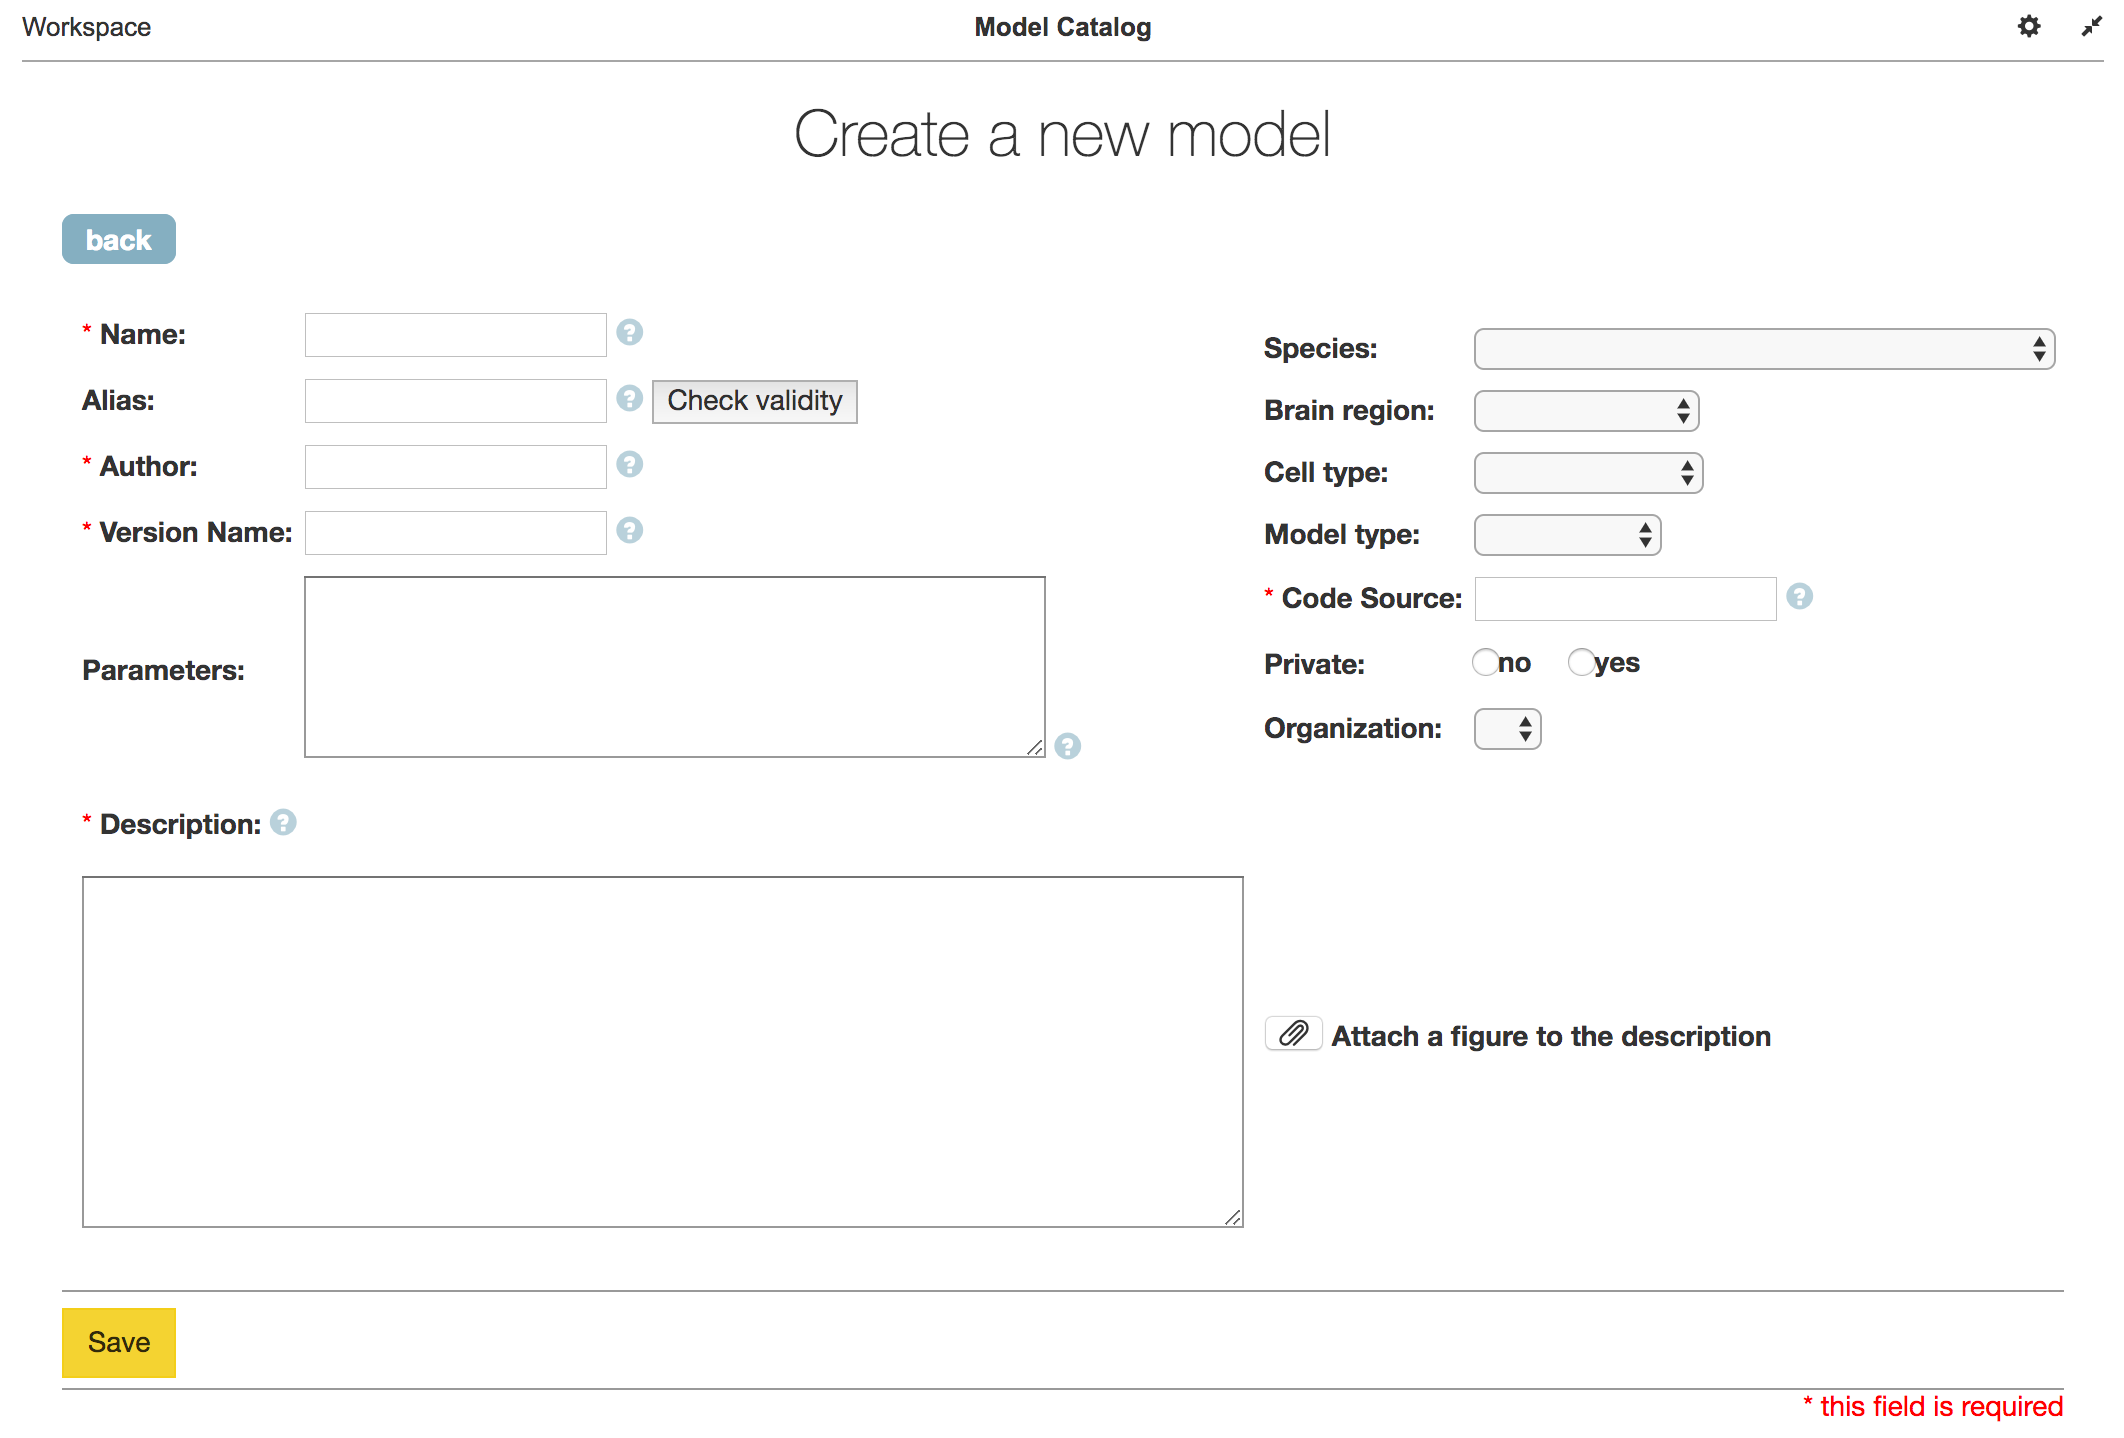 Workspace
Model Catalog
Create a new model
back
* Name:
?
Alias:
?
Check validity
* Author:
?
* Version Name:
?
Parameters:
?
Species:
Brain region:
Cell type:
Model type:
* Code Source:
?
Private:
no
yes
Organization:
* Description:
?
Attach a figure to the description
Save
* this field is required